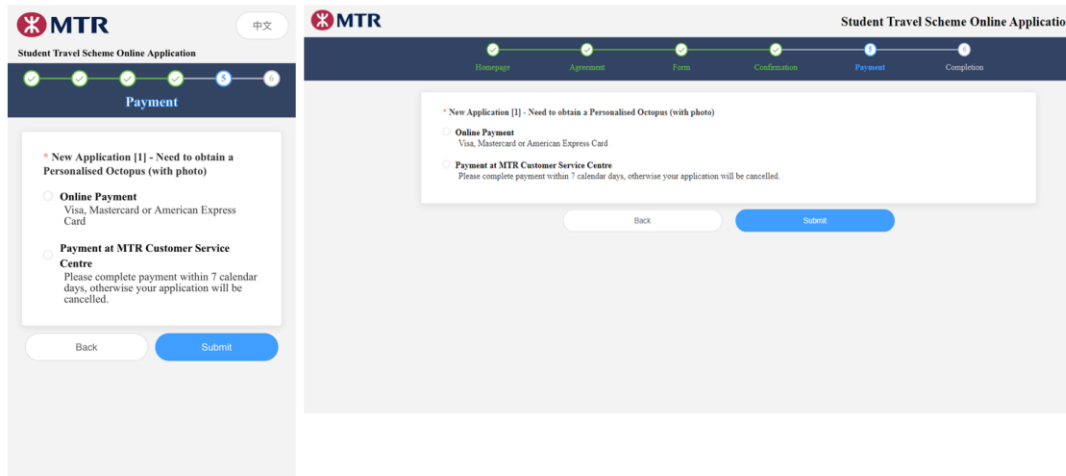 MTR
中文
Student Travel Scheme Online Application
5
6
Payment
* New Application [1] - Need to obtain a
Personalised Octopus (with photo)
Online Payment
Visa, Mastercard or American Express
Card
Payment at MTR Customer Service
Centre
Please complete payment within 7 calendar
days, otherwise your application will be
cancelled.
Back
Submit
MTR
Student Travel Scheme Online Applicatio
5
6
Homepage
Agreement
Form
Confirmation
Payment
Completion
* New Application [1] - Need to obtain a Personalised Octopus (with photo)
Online Payment
Visa, Mastercard or American Express Card
Payment at MTR Customer Service Centre
Please complete payment within 7 calendar days, otherwise your application will be cancelled.
Back
Submit